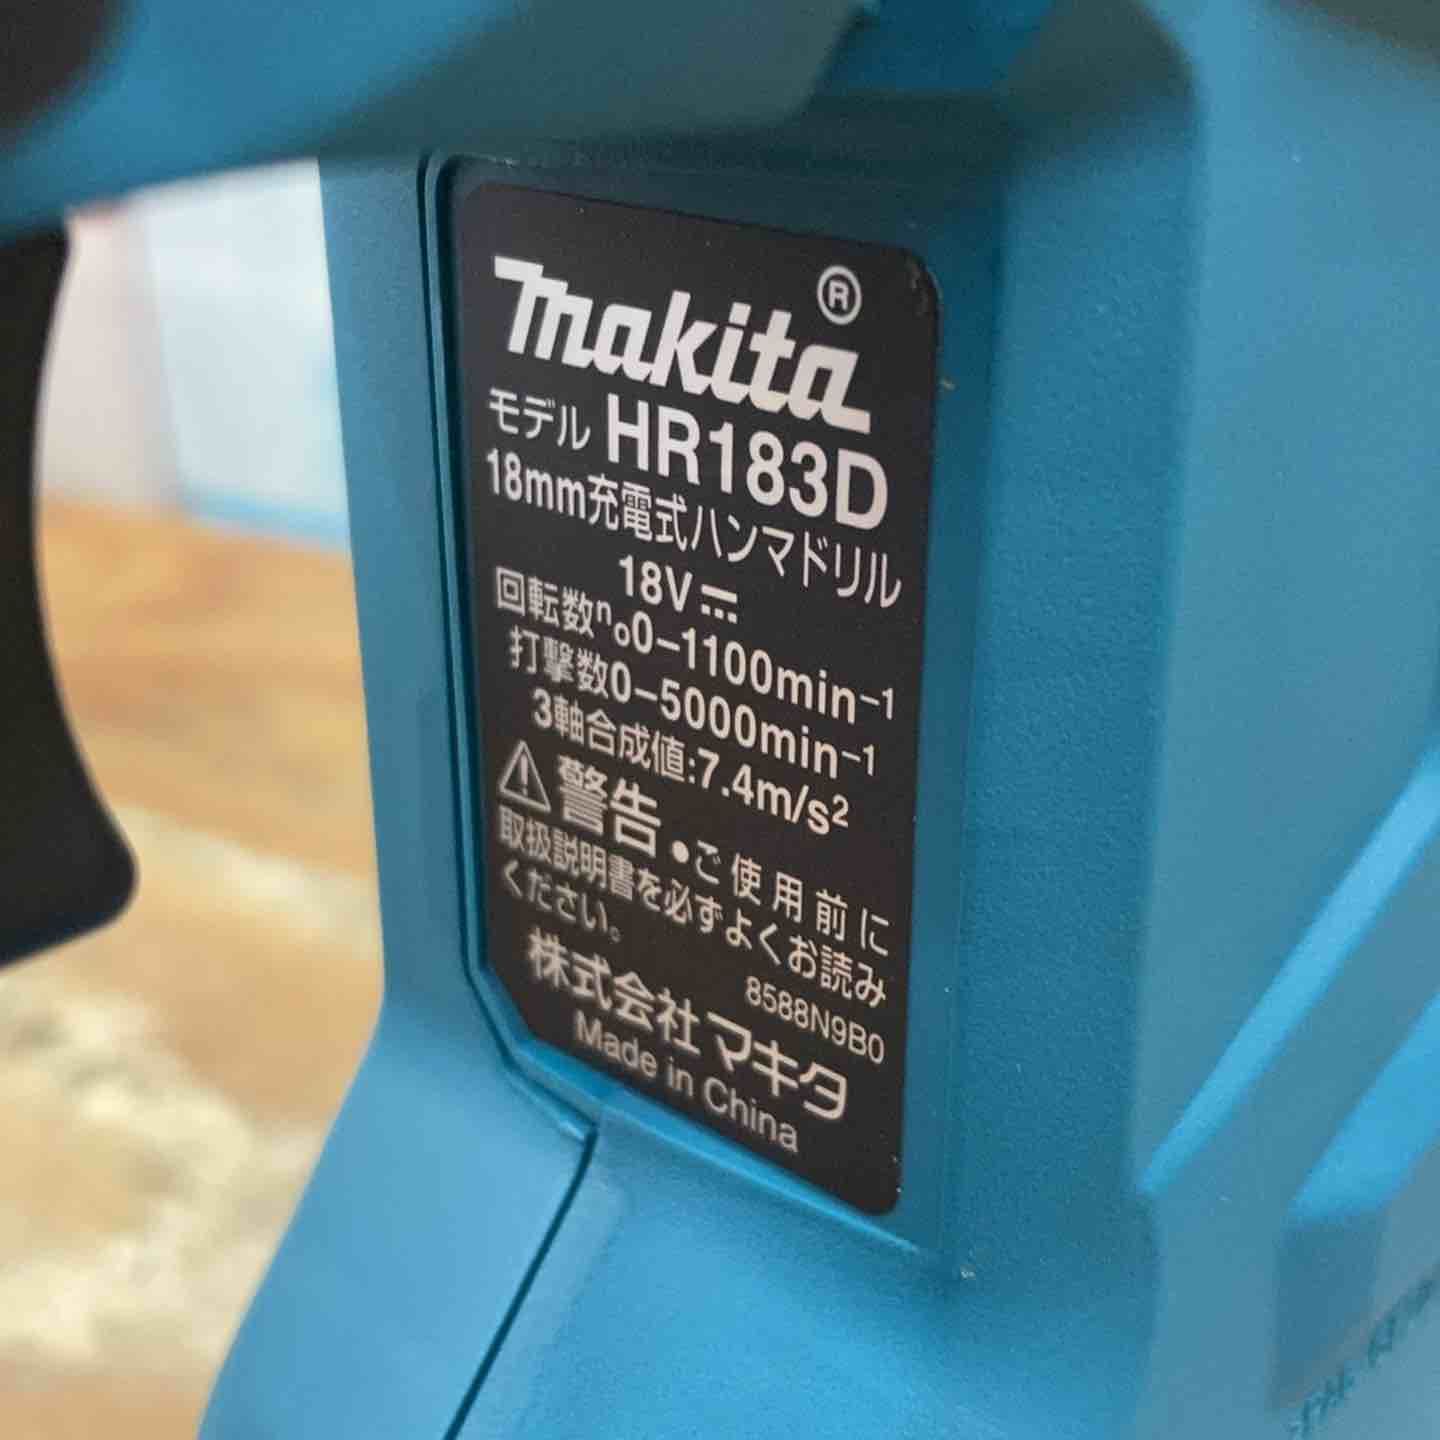 makita®
モデル HR183D
18mm充電式ハンマドリル
18V
回転数n₀0−1100min⁻¹
打撃数0−5000min⁻¹
3軸合成値:7.4m/s²
警告 ●ご使用前に
取扱説明書を必ずよくお読み
ください。
8588N9B0
株式会社マキタ
Made in China